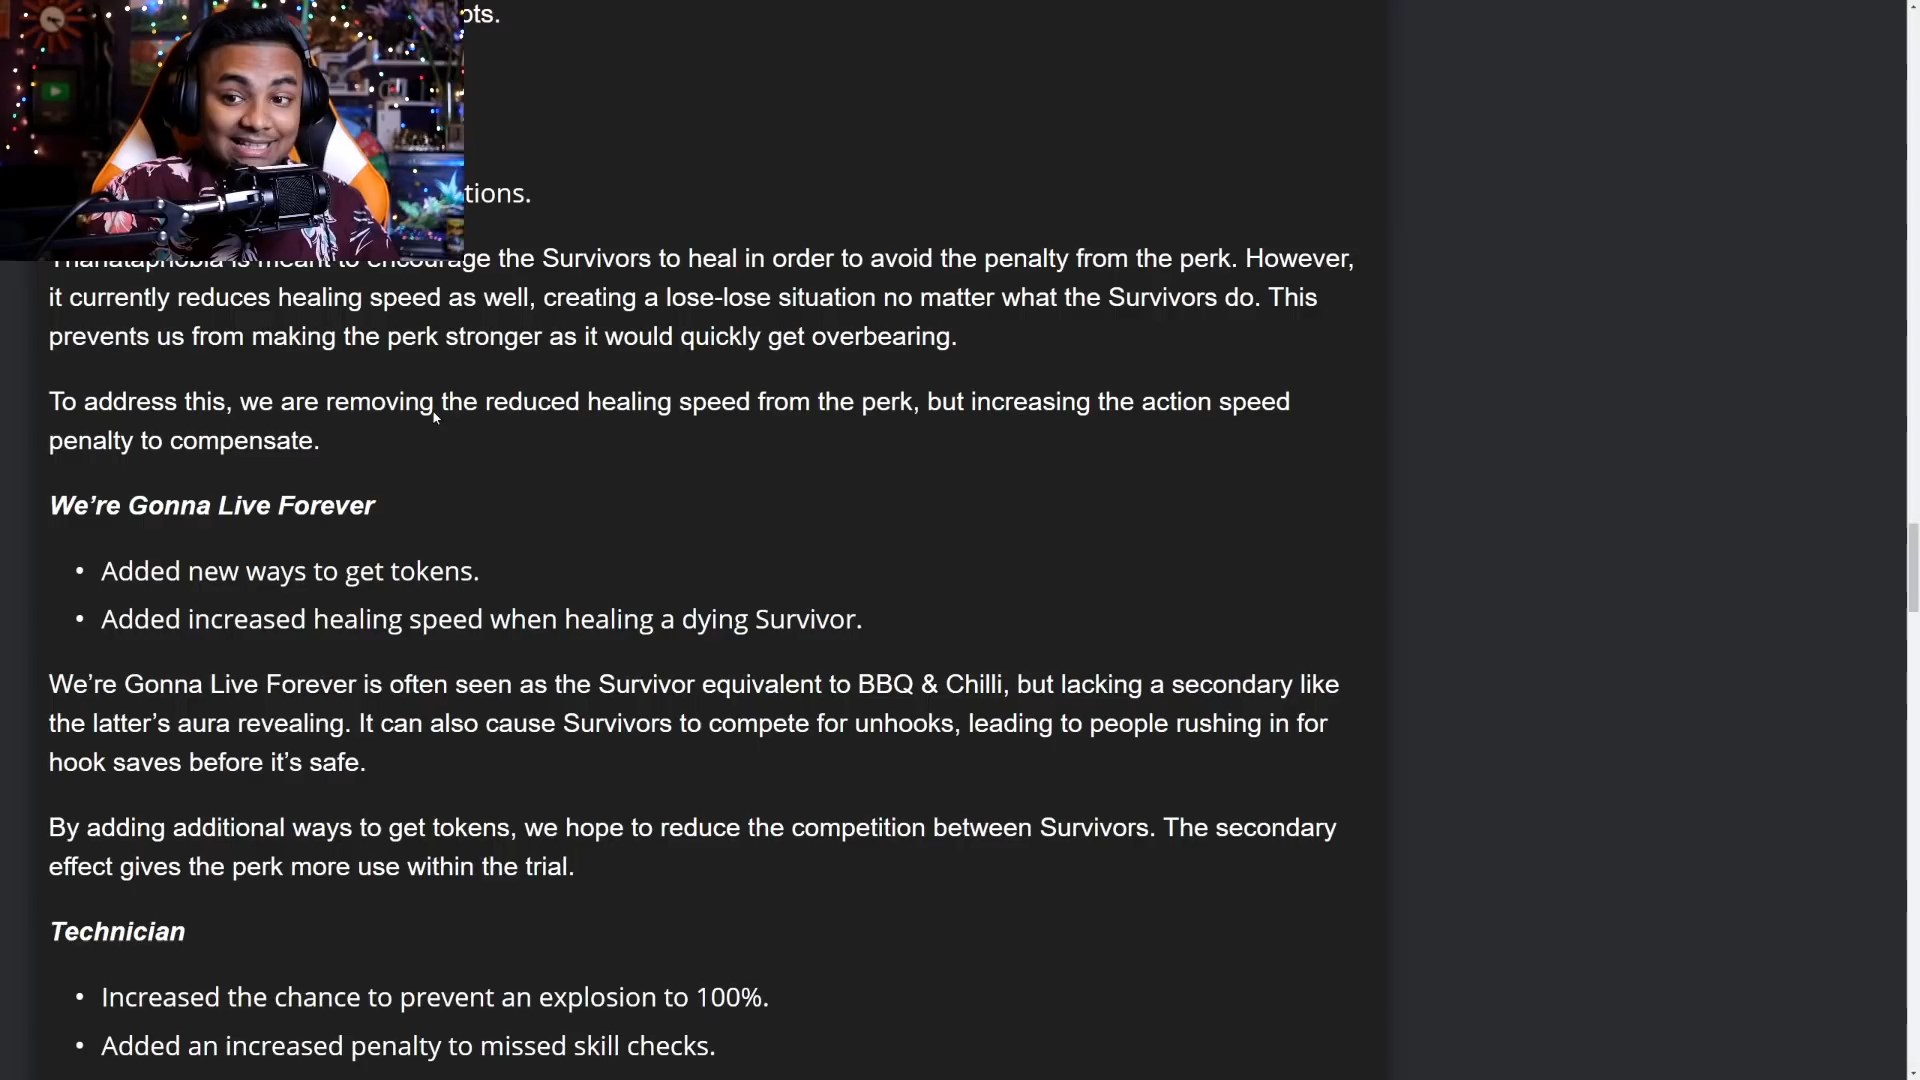 ots.
tions.
Thanataphobia is meant to encourage the Survivors to heal in order to avoid the penalty from the perk. However,
it currently reduces healing speed as well, creating a lose-lose situation no matter what the Survivors do. This
prevents us from making the perk stronger as it would quickly get overbearing.
To address this, we are removing the reduced healing speed from the perk, but increasing the action speed
penalty to compensate.
We’re Gonna Live Forever
• Added new ways to get tokens.
• Added increased healing speed when healing a dying Survivor.
We’re Gonna Live Forever is often seen as the Survivor equivalent to BBQ & Chilli, but lacking a secondary like
the latter’s aura revealing. It can also cause Survivors to compete for unhooks, leading to people rushing in for
hook saves before it’s safe.
By adding additional ways to get tokens, we hope to reduce the competition between Survivors. The secondary
effect gives the perk more use within the trial.
Technician
• Increased the chance to prevent an explosion to 100%.
• Added an increased penalty to missed skill checks.